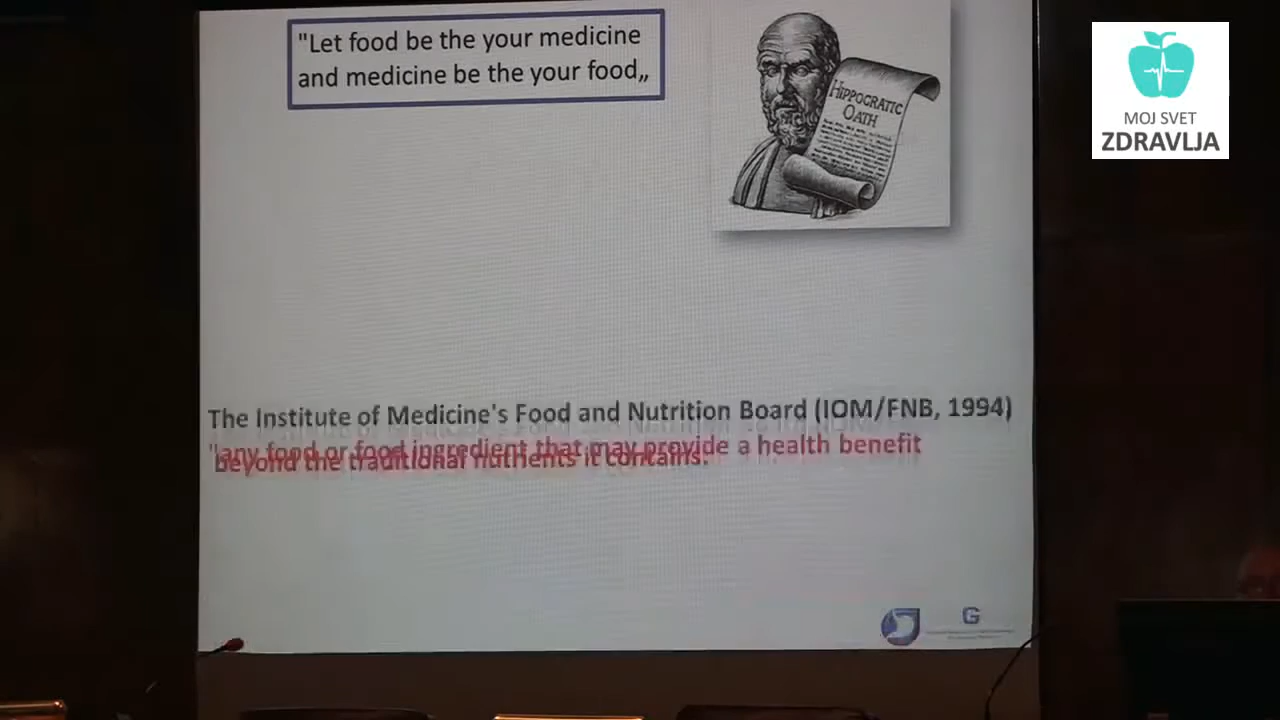 "Let food be the your medicine
and medicine be the your food„
HIPPOCRATIC
OATH
MOJ SVET
ZDRAVLJA
The Institute of Medicine's Food and Nutrition Board (IOM/FNB, 1994)
"any food or food ingredient that may provide a health benefit
beyond the traditional nutrients it contains."
G